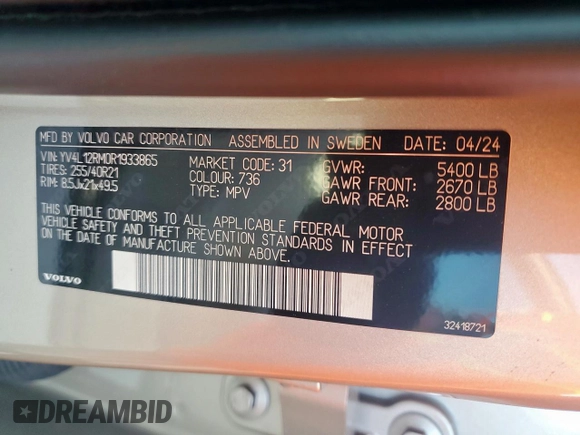 MFD BY VOLVO CAR CORPORATION ASSEMBLED IN SWEDEN DATE: 04/24
VIN: YV4L12RM0R1933865 MARKET CODE: 31 GVWR: 5400 LB
TIRES: 255/40R21 COLOUR: 736 GAWR FRONT: 2670 LB
RIM: 8.5Jx21x49.5 TYPE: MPV GAWR REAR: 2800 LB
THIS VEHICLE CONFORMS TO ALL APPLICABLE FEDERAL MOTOR
VEHICLE SAFETY AND THEFT PREVENTION STANDARDS IN EFFECT
ON THE DATE OF MANUFACTURE SHOWN ABOVE.
VOLVO
32418721
DREAMBID